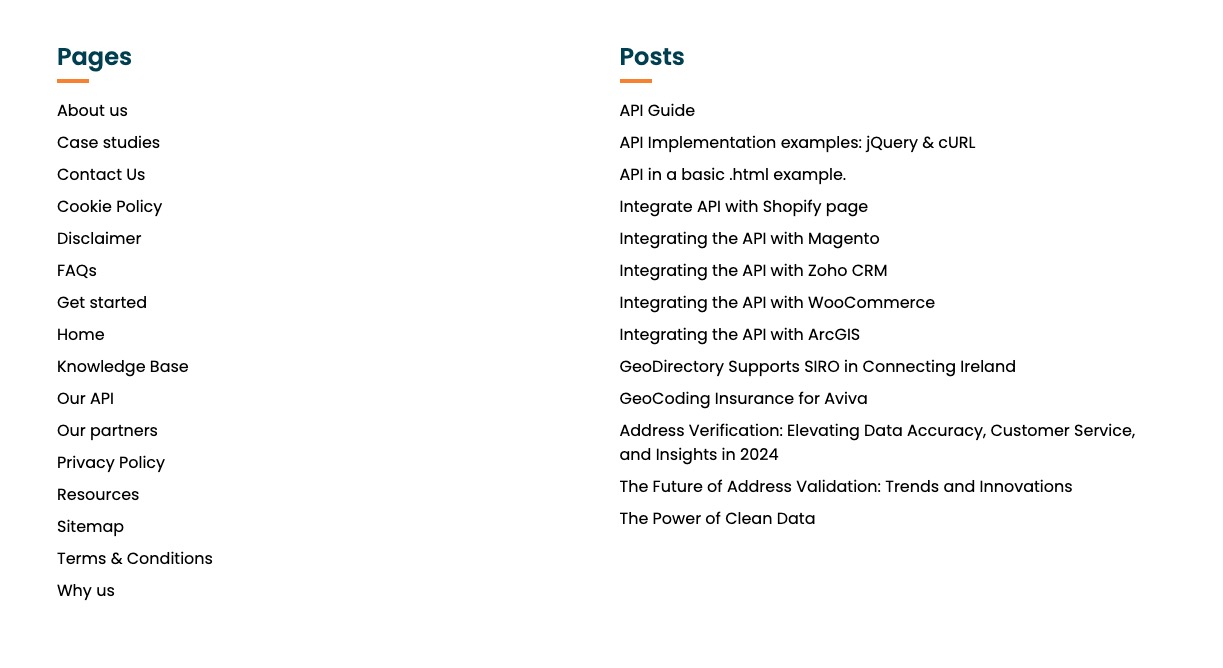 Pages
About us
Case studies
Contact Us
Cookie Policy
Disclaimer
FAQs
Get started
Home
Knowledge Base
Our API
Our partners
Privacy Policy
Resources
Sitemap
Terms & Conditions
Why us
Posts
API Guide
API Implementation examples: jQuery & cURL
API in a basic .html example.
Integrate API with Shopify page
Integrating the API with Magento
Integrating the API with Zoho CRM
Integrating the API with WooCommerce
Integrating the API with ArcGIS
GeoDirectory Supports SIRO in Connecting Ireland
GeoCoding Insurance for Aviva
Address Verification: Elevating Data Accuracy, Customer Service,
and Insights in 2024
The Future of Address Validation: Trends and Innovations
The Power of Clean Data